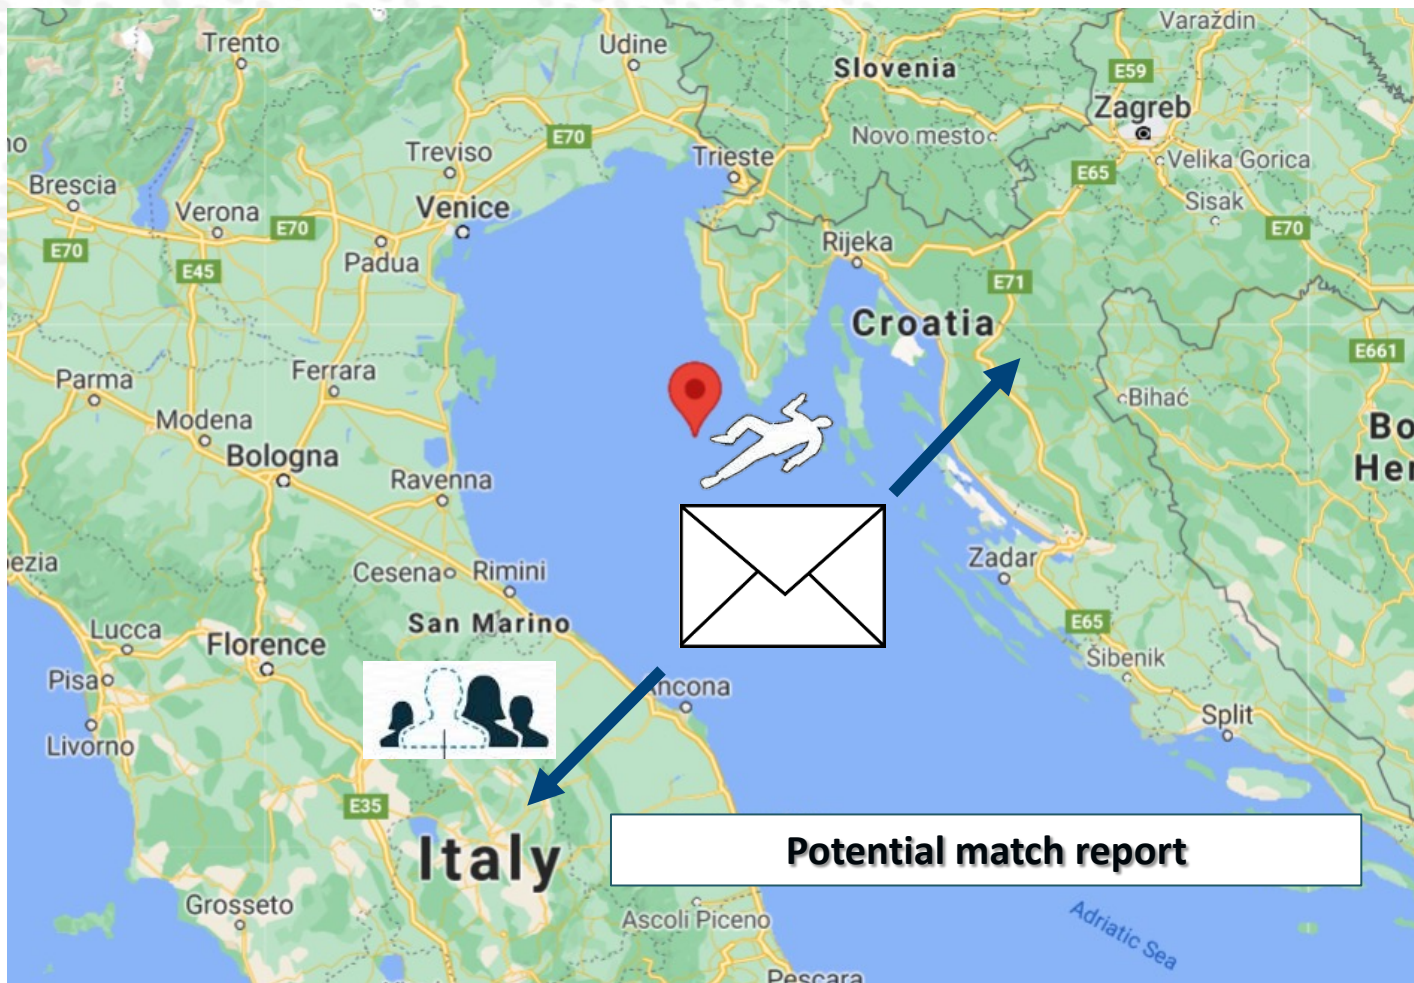 Varaždin
Trento
Udine
Slovenia
E59
Zagreb
Novo mesto
E70
Treviso
Trieste
Velika Gorica
E65
Brescia
Verona
Venice
Sisak
E70
E70
E70
Rijeka
Padua
E45
E71
Croatia
E661
Parma
Ferrara
Bihać
Modena
Bo
Bologna
Her
Ravenna
ezia
Cesena
Rimini
Zadar
San Marino
E65
Lucca
Florence
Šibenik
Pisa
Ancona
Split
Livorno
E35
Potential match report
Italy
Grosseto
Ascoli Piceno
Adriatic Sea
Pescara